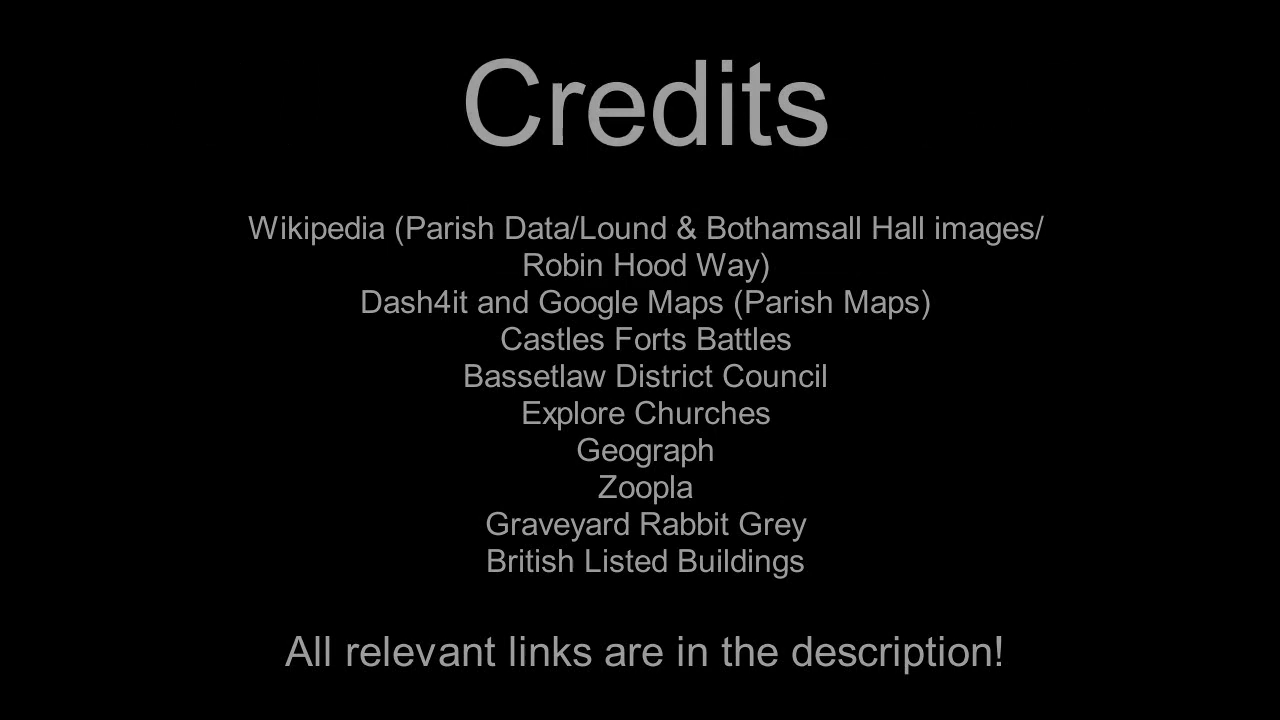 Credits
Wikipedia (Parish Data/Lound & Bothamsall Hall images/
Robin Hood Way)
Dash4it and Google Maps (Parish Maps)
Castles Forts Battles
Bassetlaw District Council
Explore Churches
Geograph
Zoopla
Graveyard Rabbit Grey
British Listed Buildings
All relevant links are in the description!